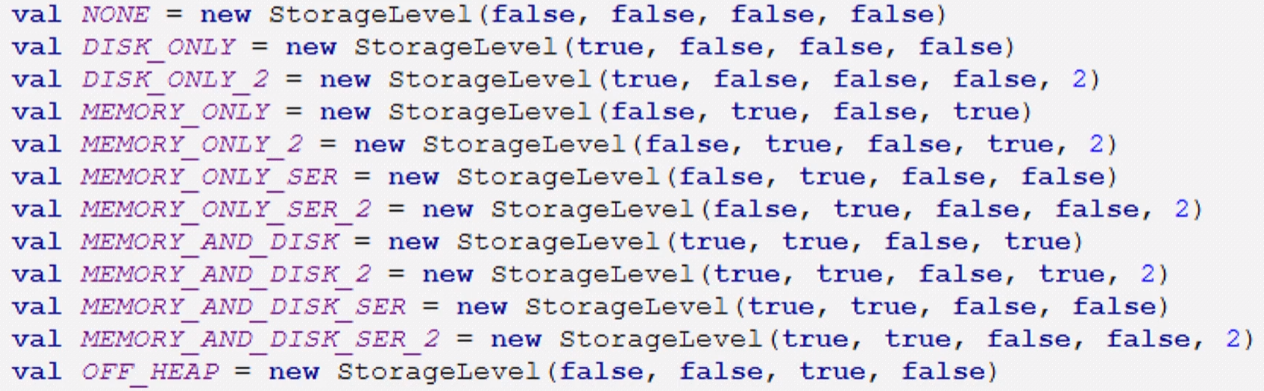 val NONE = new StorageLevel(false, false, false, false)
val DISK_ONLY = new StorageLevel(true, false, false, false)
val DISK_ONLY_2 = new StorageLevel(true, false, false, false, 2)
val MEMORY_ONLY = new StorageLevel(false, true, false, true)
val MEMORY_ONLY_2 = new StorageLevel(false, true, false, true, 2)
val MEMORY_ONLY_SER = new StorageLevel(false, true, false, false)
val MEMORY_ONLY_SER_2 = new StorageLevel(false, true, false, false, 2)
val MEMORY_AND_DISK = new StorageLevel(true, true, false, true)
val MEMORY_AND_DISK_2 = new StorageLevel(true, true, false, true, 2)
val MEMORY_AND_DISK_SER = new StorageLevel(true, true, false, false)
val MEMORY_AND_DISK_SER_2 = new StorageLevel(true, true, false, false, 2)
val OFF_HEAP = new StorageLevel(false, false, true, false)